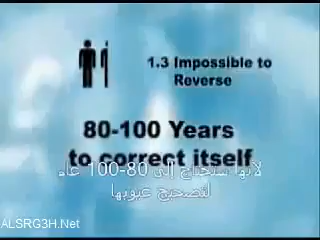 1.3 Impossible to
Reverse
80-100 Years
to correct itself
لأنها ستحتاج إلى 80-100 عام
لتصحيح عيوبها
ALSRG3H.Net